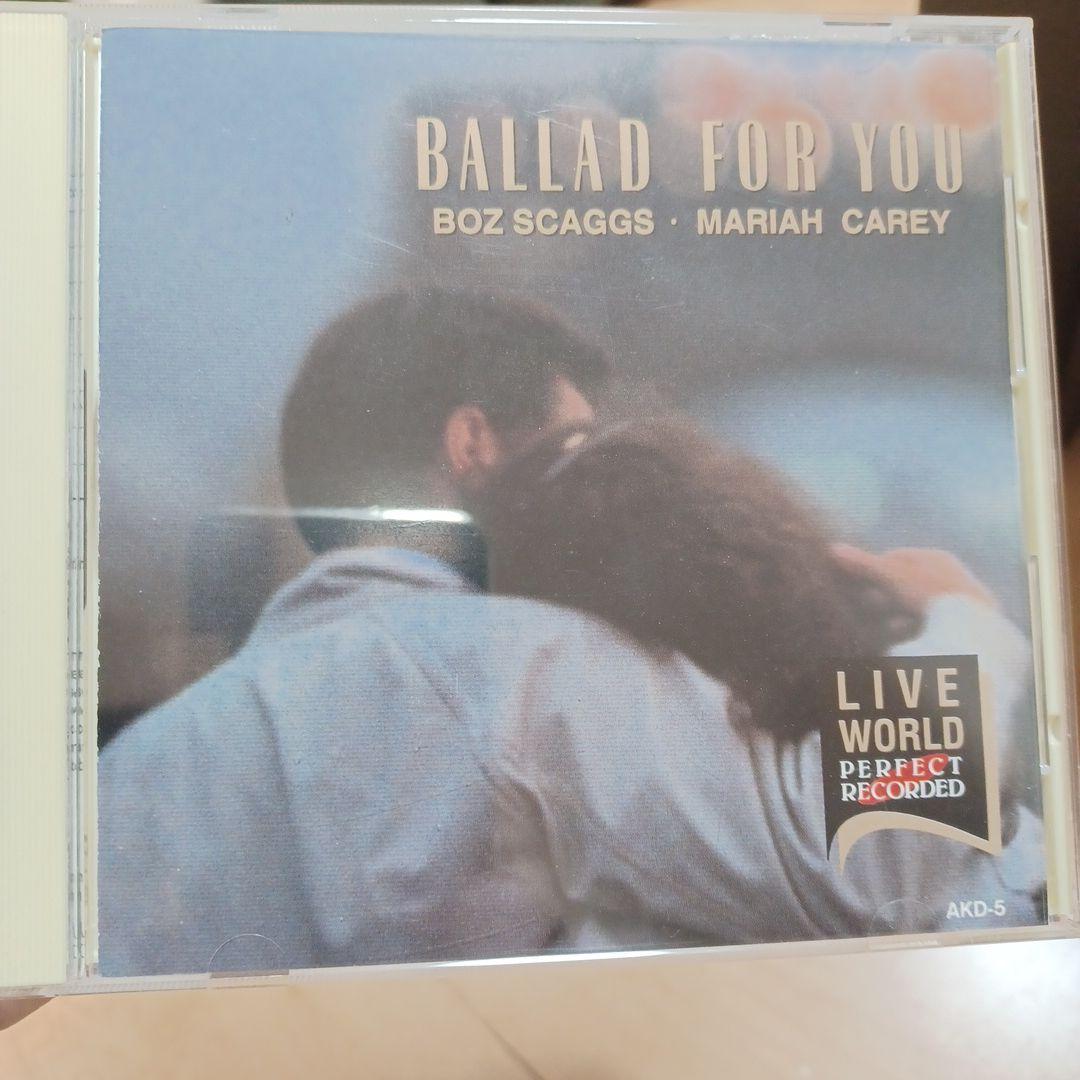 BALLAD FOR YOU
BOZ SCAGGS · MARIAH CAREY
LIVE
WORLD
PERFECT
RECORDED
AKD-5